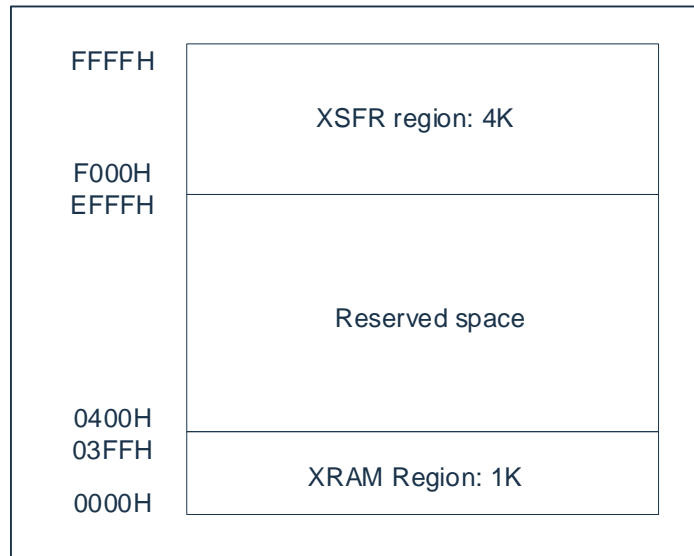 FFFFH
XSFR region: 4K
F000H
EFFFH
Reserved space
0400H
03FFH
XRAM Region: 1K
0000H